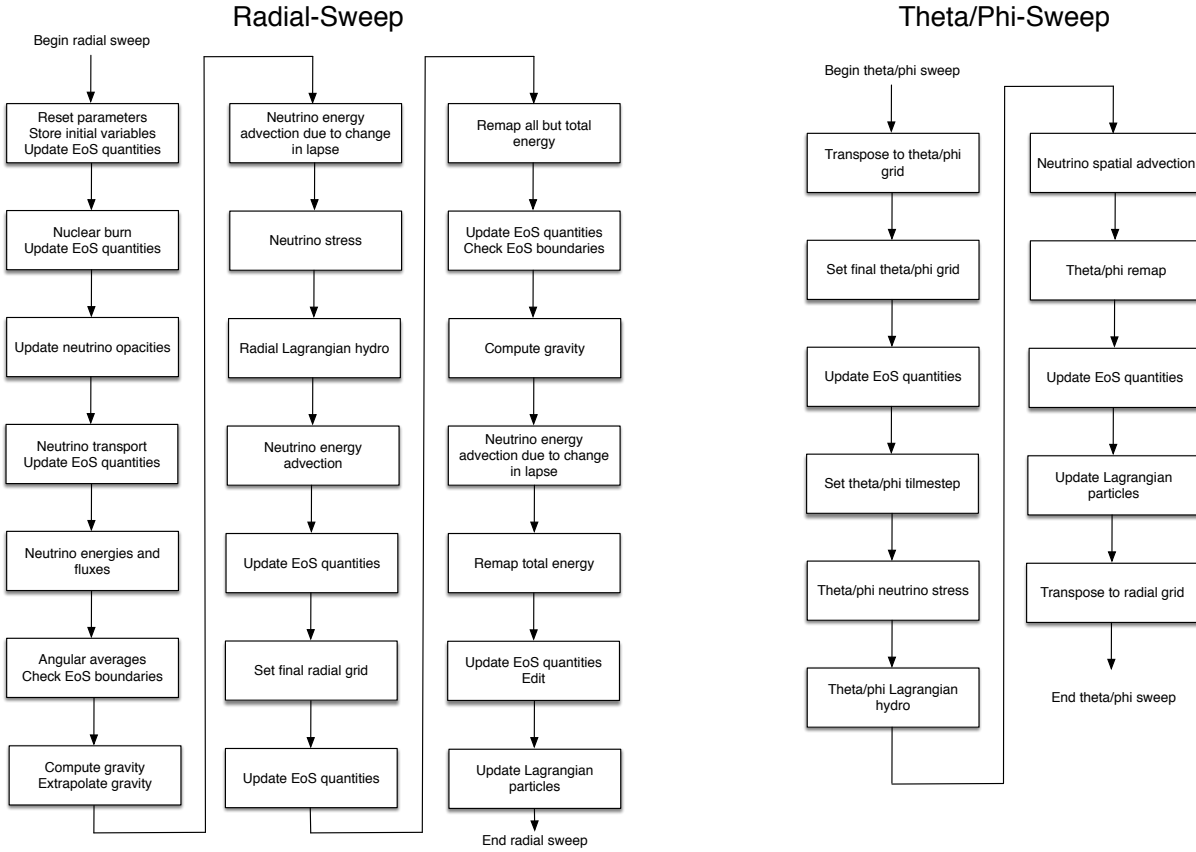 Radial-Sweep
Begin radial sweep
Reset parameters
Store initial variables
Update EoS quantities
Nuclear burn
Update EoS quantities
Update neutrino opacities
Neutrino transport
Update EoS quantities
Neutrino energies and
fluxes
Angular averages
Check EoS boundaries
Compute gravity
Extrapolate gravity
Neutrino energy
advection due to change
in lapse
Neutrino stress
Radial Lagrangian hydro
Neutrino energy
advection
Update EoS quantities
Set final radial grid
Update EoS quantities
Remap all but total
energy
Update EoS quantities
Check EoS boundaries
Compute gravity
Neutrino energy
advection due to change
in lapse
Remap total energy
Update EoS quantities
Edit
Update Lagrangian
particles
End radial sweep
Theta/Phi-Sweep
Begin theta/phi sweep
Transpose to theta/phi
grid
Set final theta/phi grid
Update EoS quantities
Set theta/phi tilmestep
Theta/phi neutrino stress
Theta/phi Lagrangian
hydro
Neutrino spatial advection
Theta/phi remap
Update EoS quantities
Update Lagrangian
particles
Transpose to radial grid
End theta/phi sweep